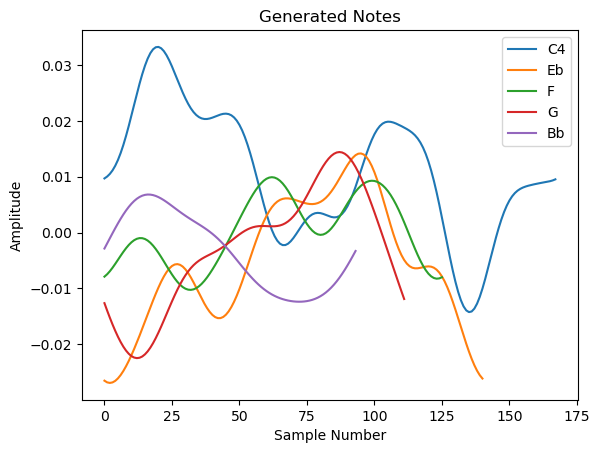 Generated Notes
C4
Eb
F
G
Bb
0.03
0.02
0.01
0.00
−0.01
−0.02
Amplitude
0 25 50 75 100 125 150 175
Sample Number